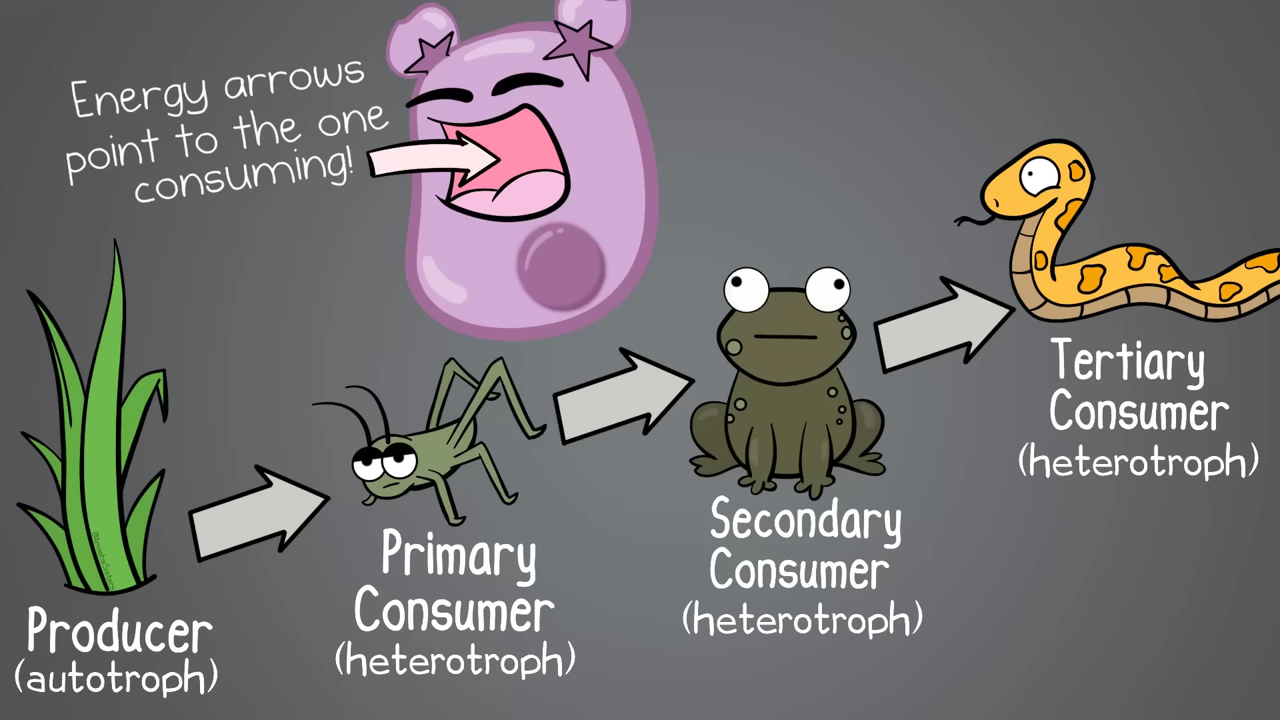 Energy arrows
point to the one
consuming!
Producer
(autotroph)
Primary
Consumer
(heterotroph)
Secondary
Consumer
(heterotroph)
Tertiary
Consumer
(heterotroph)